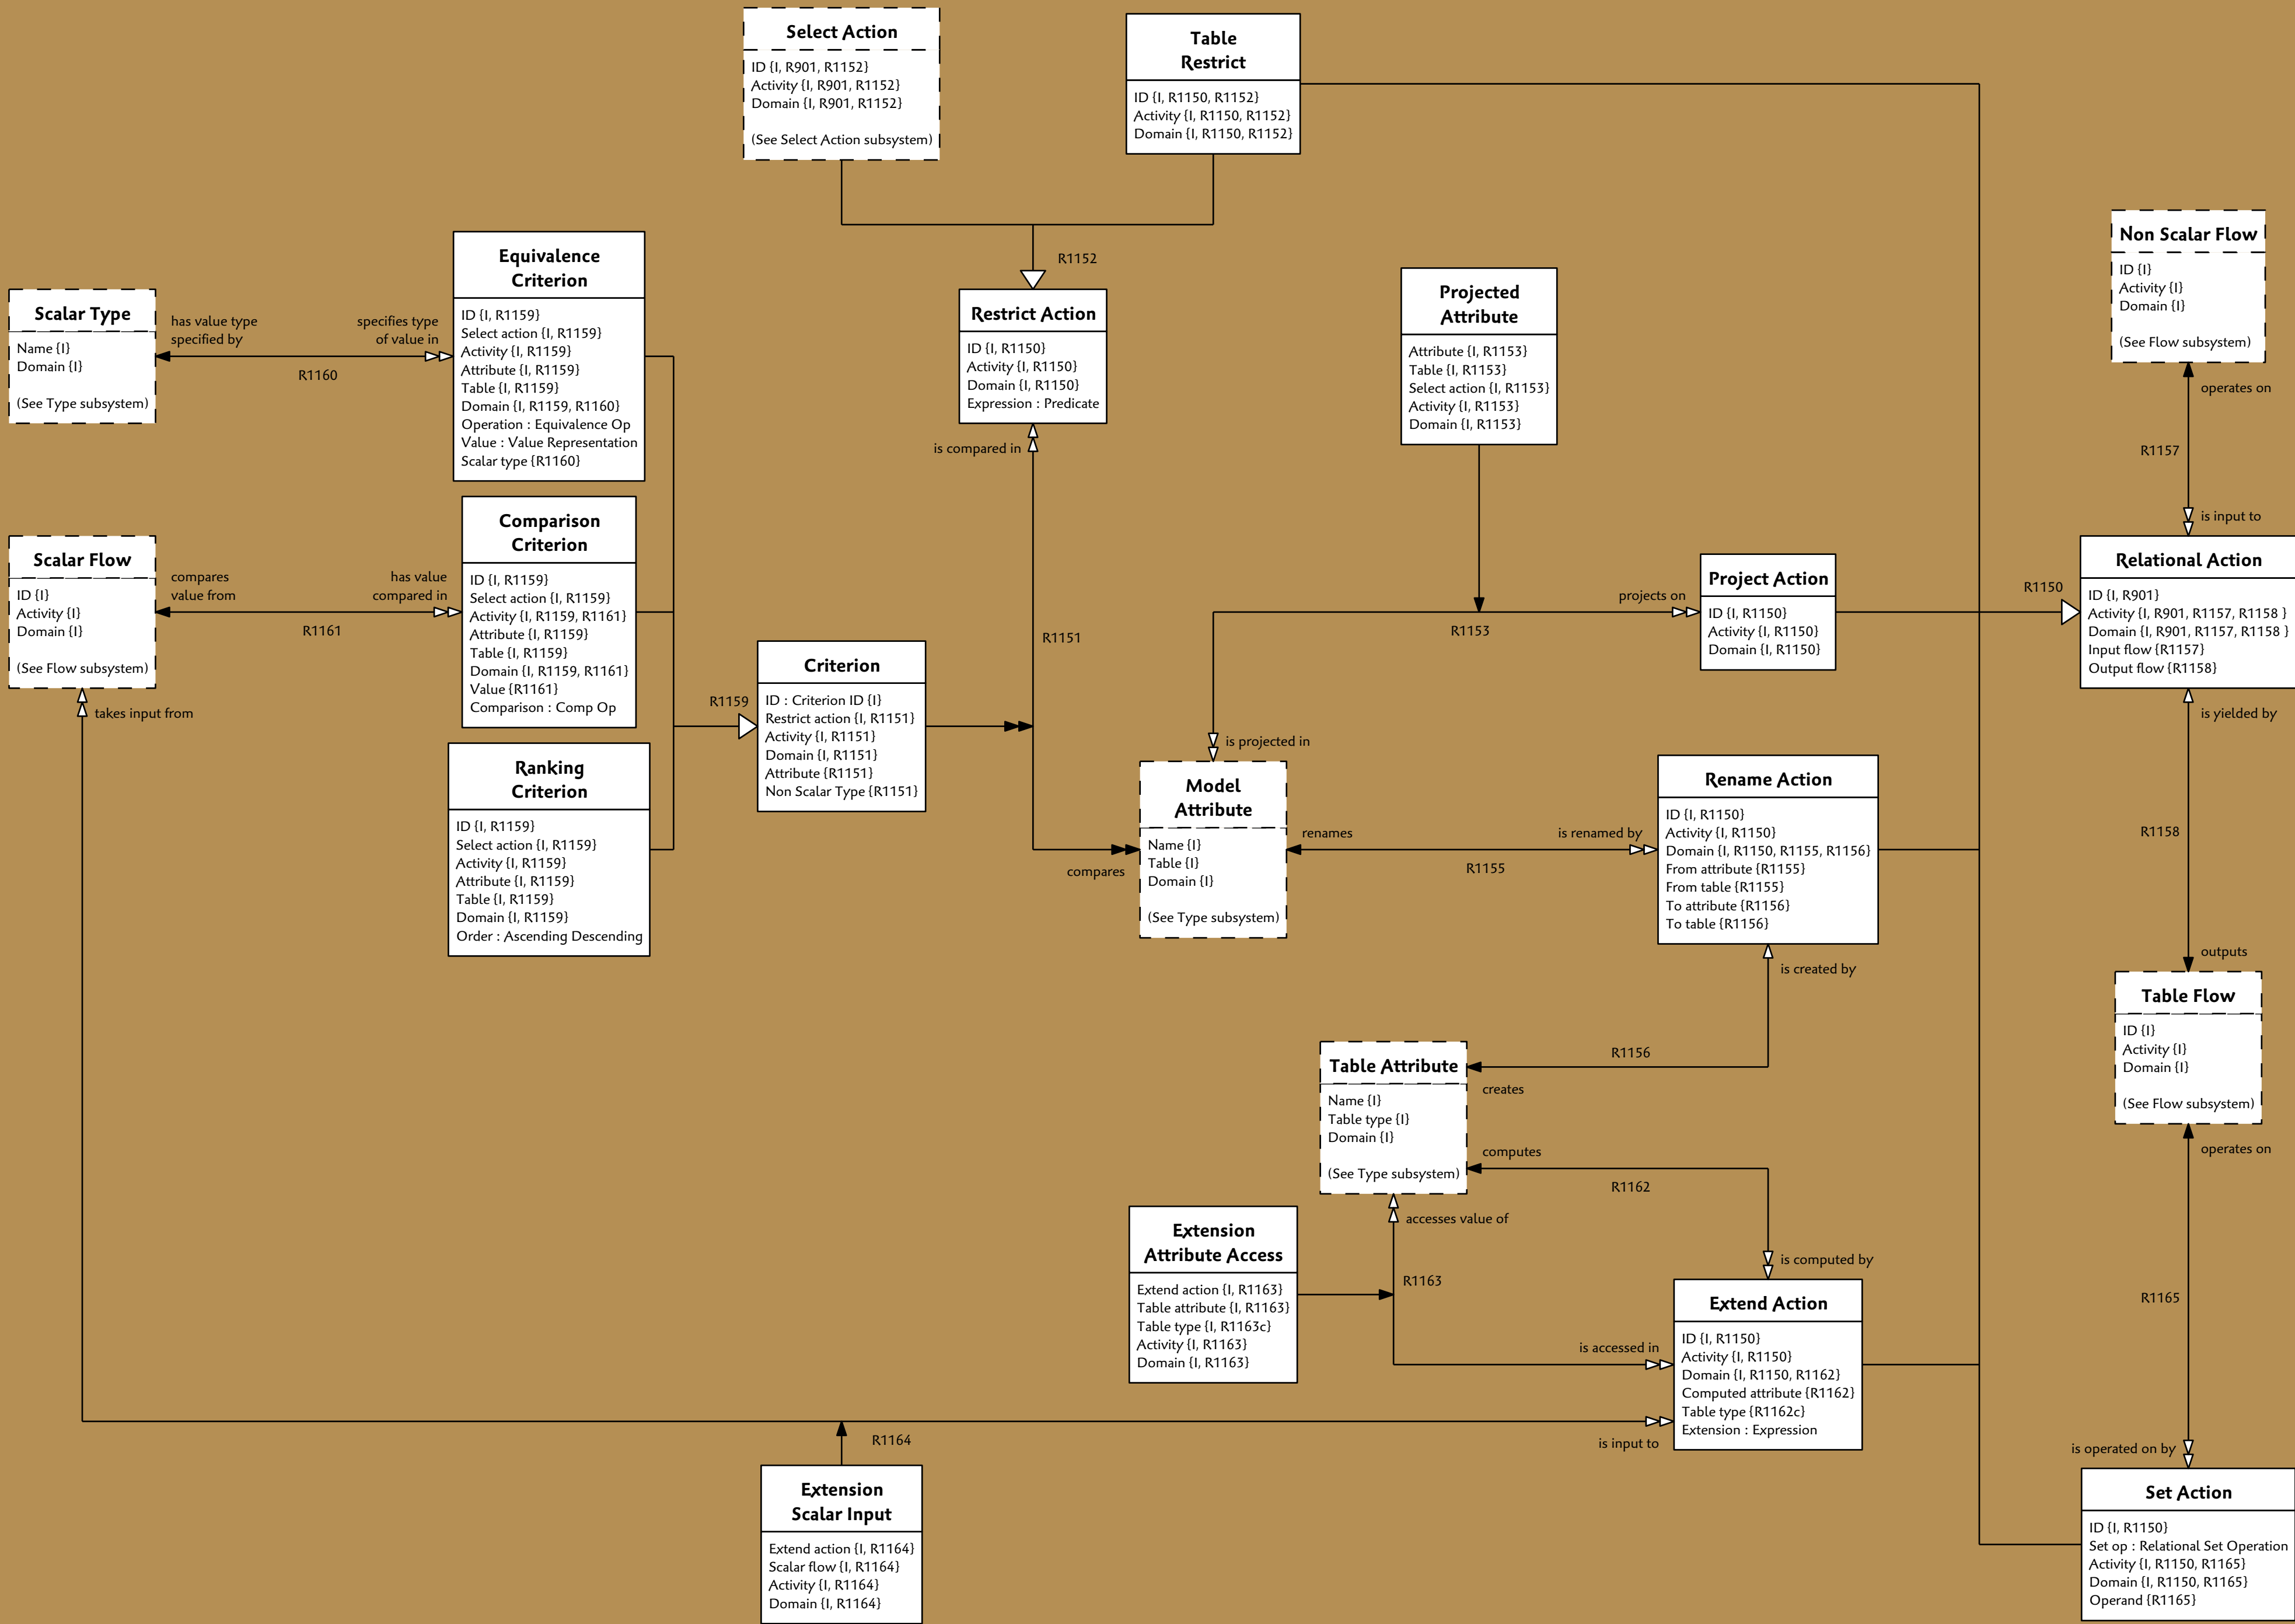 Select Action
ID {I, R901, R1152}
Activity {I, R901, R1152}
Domain {I, R901, R1152}
(See Select Action subsystem)
Table
Restrict
ID {I, R1150, R1152}
Activity {I, R1150, R1152}
Domain {I, R1150, R1152}
R1152
Non Scalar Flow
ID {I}
Activity {I}
Domain {I}
(See Flow subsystem)
operates on
R1157
is input to
Equivalence
Criterion
ID {I, R1159}
Select action {I, R1159}
Activity {I, R1159}
Attribute {I, R1159}
Table {I, R1159}
Domain {I, R1159, R1160}
Operation : Equivalence Op
Value : Value Representation
Scalar type {R1160}
Scalar Type
Name {I}
Domain {I}
(See Type subsystem)
has value type
specified by
specifies type
of value in
R1160
Restrict Action
ID {I, R1150}
Activity {I, R1150}
Domain {I, R1150}
Expression : Predicate
is compared in
Projected
Attribute
Attribute {I, R1153}
Table {I, R1153}
Select action {I, R1153}
Activity {I, R1153}
Domain {I, R1153}
Comparison
Criterion
ID {I, R1159}
Select action {I, R1159}
Activity {I, R1159, R1161}
Attribute {I, R1159}
Table {I, R1159}
Domain {I, R1159, R1161}
Value {R1161}
Comparison : Comp Op
Scalar Flow
ID {I}
Activity {I}
Domain {I}
(See Flow subsystem)
compares
value from
has value
compared in
R1161
takes input from
Project Action
ID {I, R1150}
Activity {I, R1150}
Domain {I, R1150}
projects on
R1153
is projected in
R1150
Relational Action
ID {I, R901}
Activity {I, R901, R1157, R1158 }
Domain {I, R901, R1157, R1158 }
Input flow {R1157}
Output flow {R1158}
is yielded by
R1158
outputs
R1151
R1159
Criterion
ID : Criterion ID {I}
Restrict action {I, R1151}
Activity {I, R1151}
Domain {I, R1151}
Attribute {R1151}
Non Scalar Type {R1151}
Ranking
Criterion
ID {I, R1159}
Select action {I, R1159}
Activity {I, R1159}
Attribute {I, R1159}
Table {I, R1159}
Domain {I, R1159}
Order : Ascending Descending
compares
Model
Attribute
Name {I}
Table {I}
Domain {I}
(See Type subsystem)
renames
is renamed by
R1155
Rename Action
ID {I, R1150}
Activity {I, R1150}
Domain {I, R1150, R1155, R1156}
From attribute {R1155}
From table {R1155}
To attribute {R1156}
To table {R1156}
is created by
R1156
creates
Table Attribute
Name {I}
Table type {I}
Domain {I}
(See Type subsystem)
computes
R1162
is computed by
accesses value of
R1163
is accessed in
Table Flow
ID {I}
Activity {I}
Domain {I}
(See Flow subsystem)
operates on
R1165
is operated on by
Extension
Attribute Access
Extend action {I, R1163}
Table attribute {I, R1163}
Table type {I, R1163c}
Activity {I, R1163}
Domain {I, R1163}
Extend Action
ID {I, R1150}
Activity {I, R1150}
Domain {I, R1150, R1162}
Computed attribute {R1162}
Table type {R1162c}
Extension : Expression
R1164
is input to
Extension
Scalar Input
Extend action {I, R1164}
Scalar flow {I, R1164}
Activity {I, R1164}
Domain {I, R1164}
Set Action
ID {I, R1150}
Set op : Relational Set Operation
Activity {I, R1150, R1165}
Domain {I, R1150, R1165}
Operand {R1165}